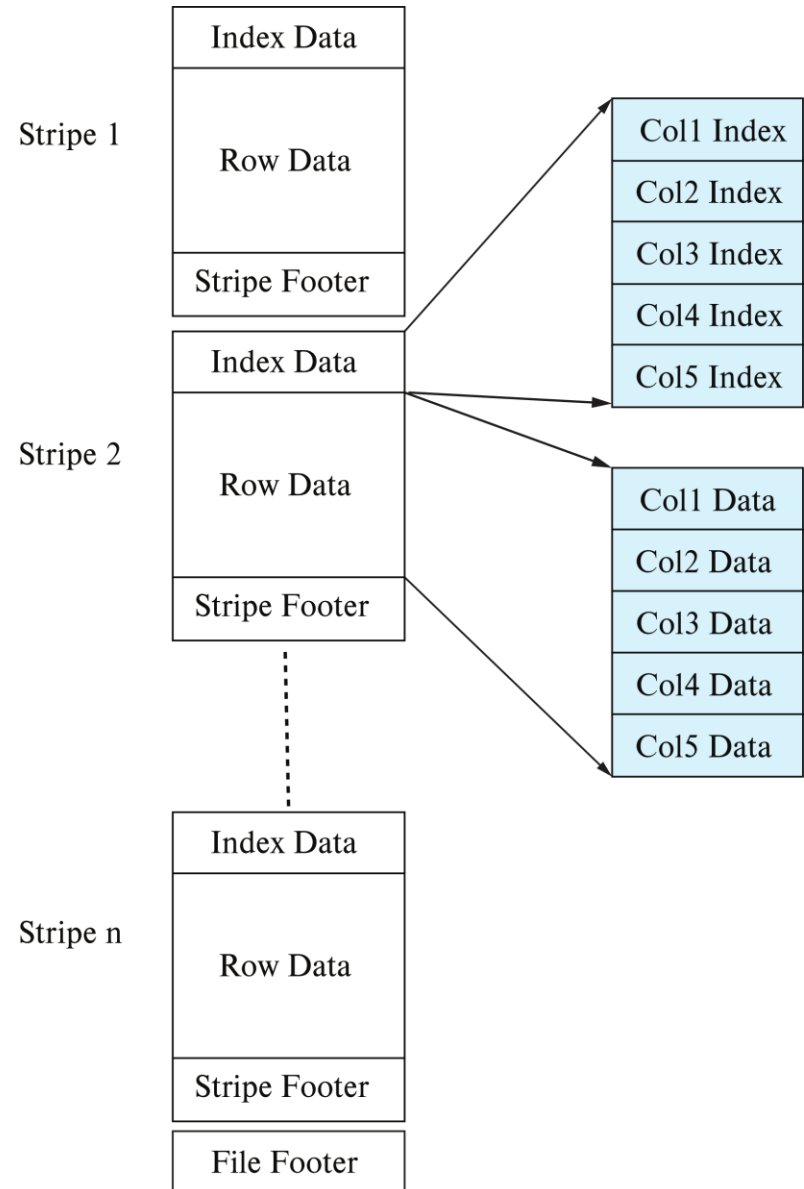 Stripe 1
Index Data
Row Data
Stripe Footer
Stripe 2
Index Data
Row Data
Stripe Footer
Col1 Index
Col2 Index
Col3 Index
Col4 Index
Col5 Index
Col1 Data
Col2 Data
Col3 Data
Col4 Data
Col5 Data
Stripe n
Index Data
Row Data
Stripe Footer
File Footer